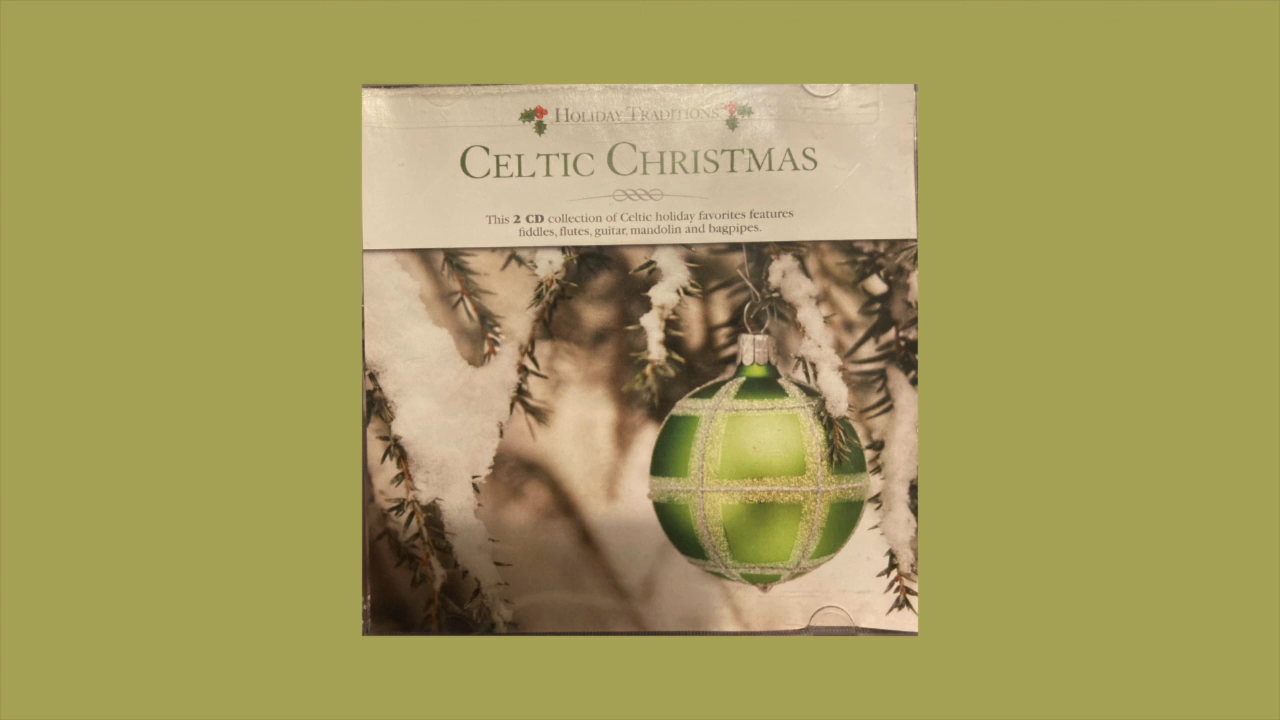 HOLIDAY TRADITIONS
CELTIC CHRISTMAS
This 2 CD collection of Celtic holiday favorites features
fiddles, flutes, guitar, mandolin and bagpipes.